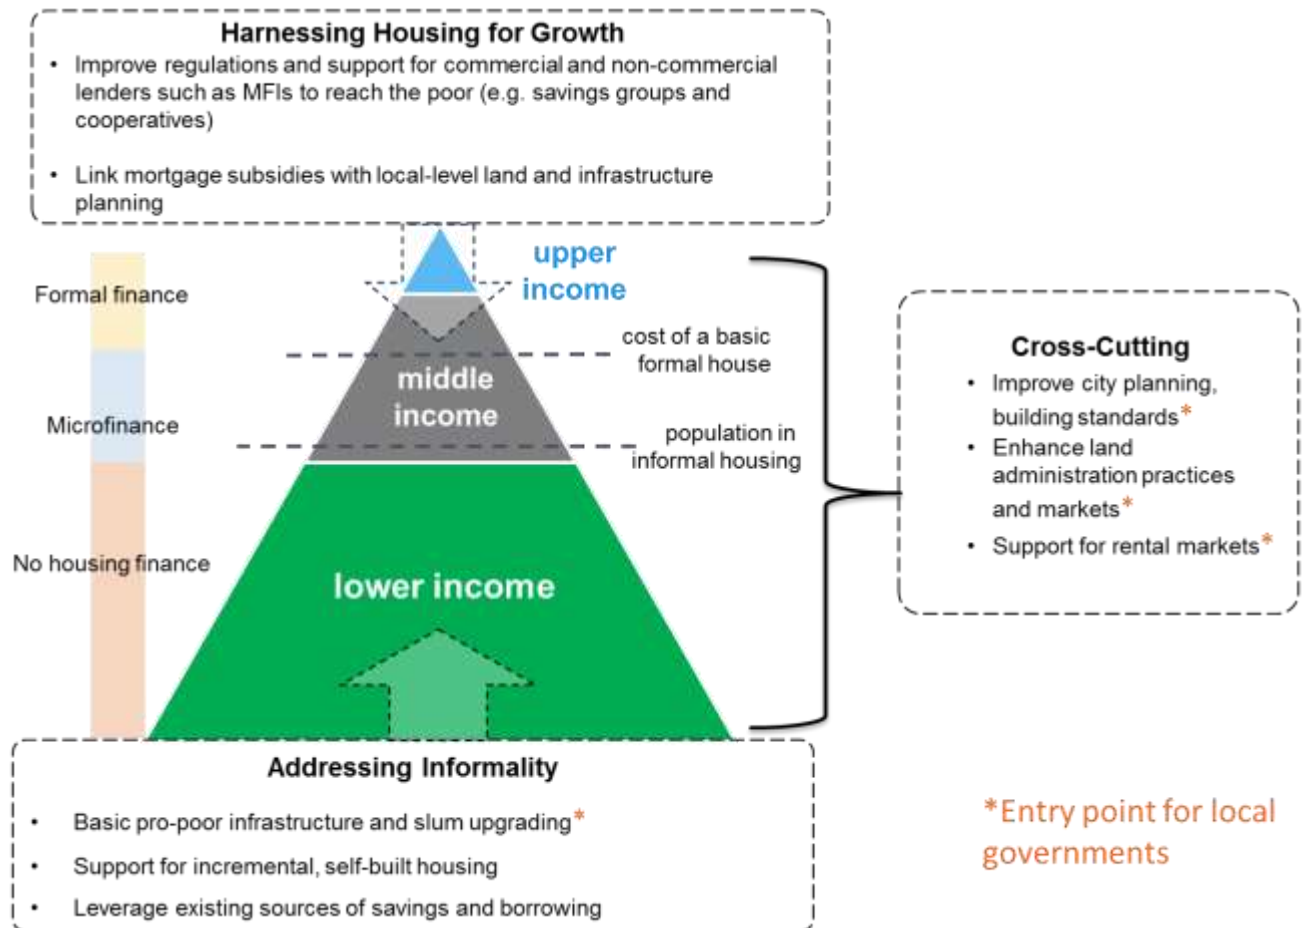 Harnessing Housing for Growth
• Improve regulations and support for commercial and non-commercial
lenders such as MFIs to reach the poor (e.g. savings groups and
cooperatives)
• Link mortgage subsidies with local-level land and infrastructure
planning
upper
income
Formal finance
cost of a basic
formal house
middle
income
Microfinance
population in
informal housing
No housing finance
lower income
Cross-Cutting
• Improve city planning,
building standards*
• Enhance land
administration practices
and markets*
• Support for rental markets*
Addressing Informality
• Basic pro-poor infrastructure and slum upgrading*
• Support for incremental, self-built housing
• Leverage existing sources of savings and borrowing
*Entry point for local
governments